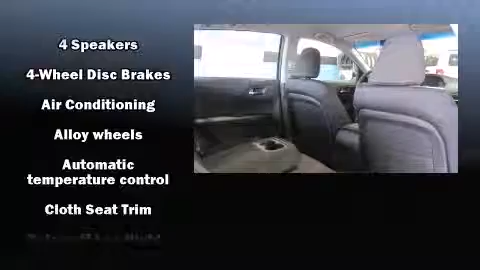 4 Speakers
4-Wheel Disc Brakes
Air Conditioning
Alloy wheels
Automatic
temperature control
Cloth Seat Trim